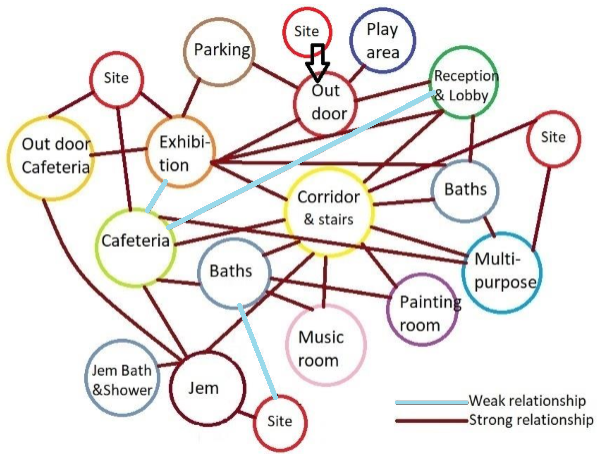 Site
Play
area
Parking
Site
Reception
& Lobby
Out
door
Out door
Cafeteria
Exhibi-
tion
Site
Corridor
& stairs
Baths
Cafeteria
Baths
Multi-
purpose
Painting
room
Music
room
Jem Bath
&Shower
Jem
Site
Weak relationship
Strong relationship